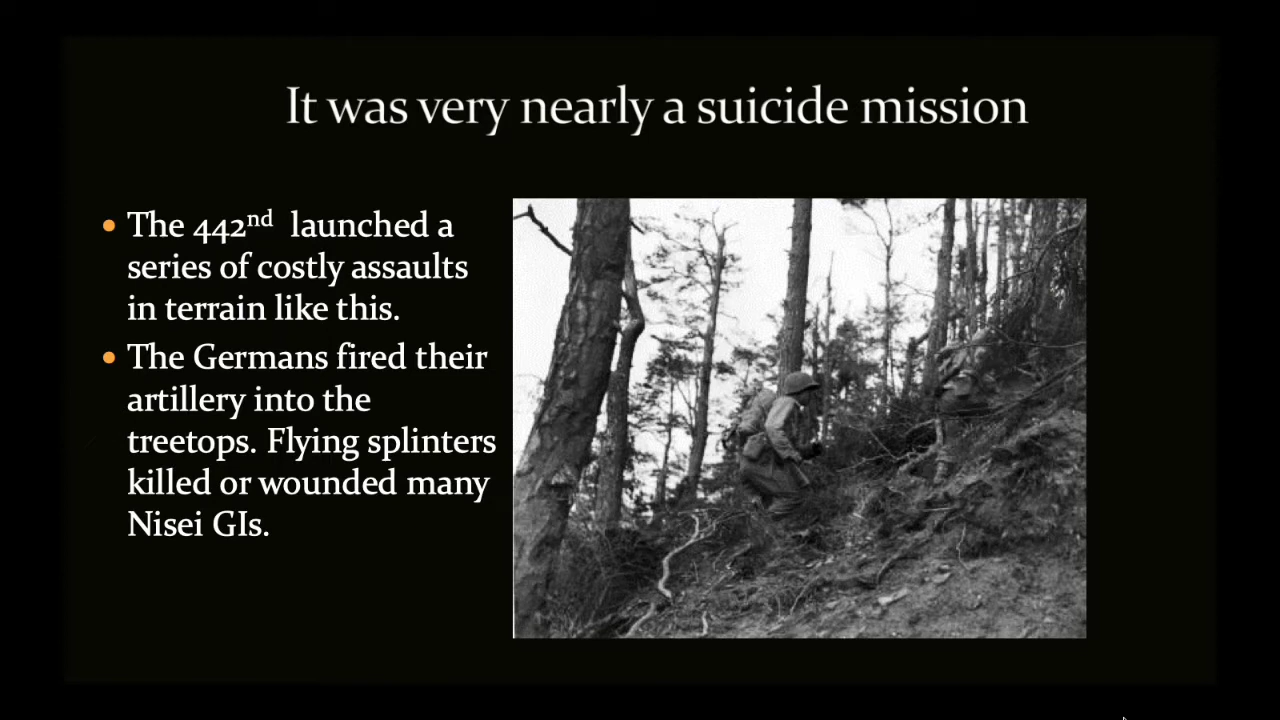 It was very nearly a suicide mission
• The 442nd launched a
series of costly assaults
in terrain like this.
• The Germans fired their
artillery into the
treetops. Flying splinters
killed or wounded many
Nisei GIs.